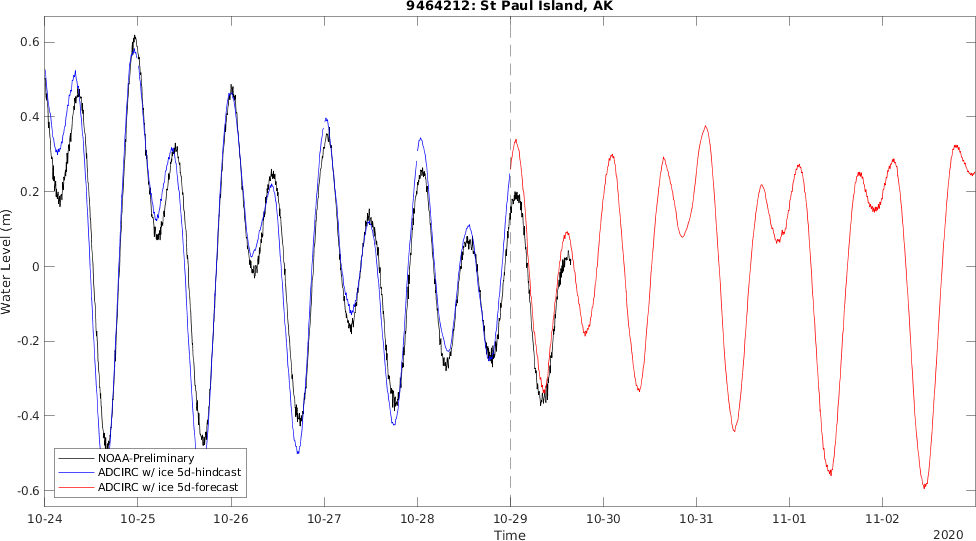 9464212: St Paul Island, AK
Water Level (m)
0.6
0.4
0.2
0
-0.2
-0.4
-0.6
NOAA-Preliminary
ADCIRC w/ ice 5d-hindcast
ADCIRC w/ ice 5d-forecast
10-24 10-25 10-26 10-27 10-28 10-29 10-30 10-31 11-01 11-02
Time
2020